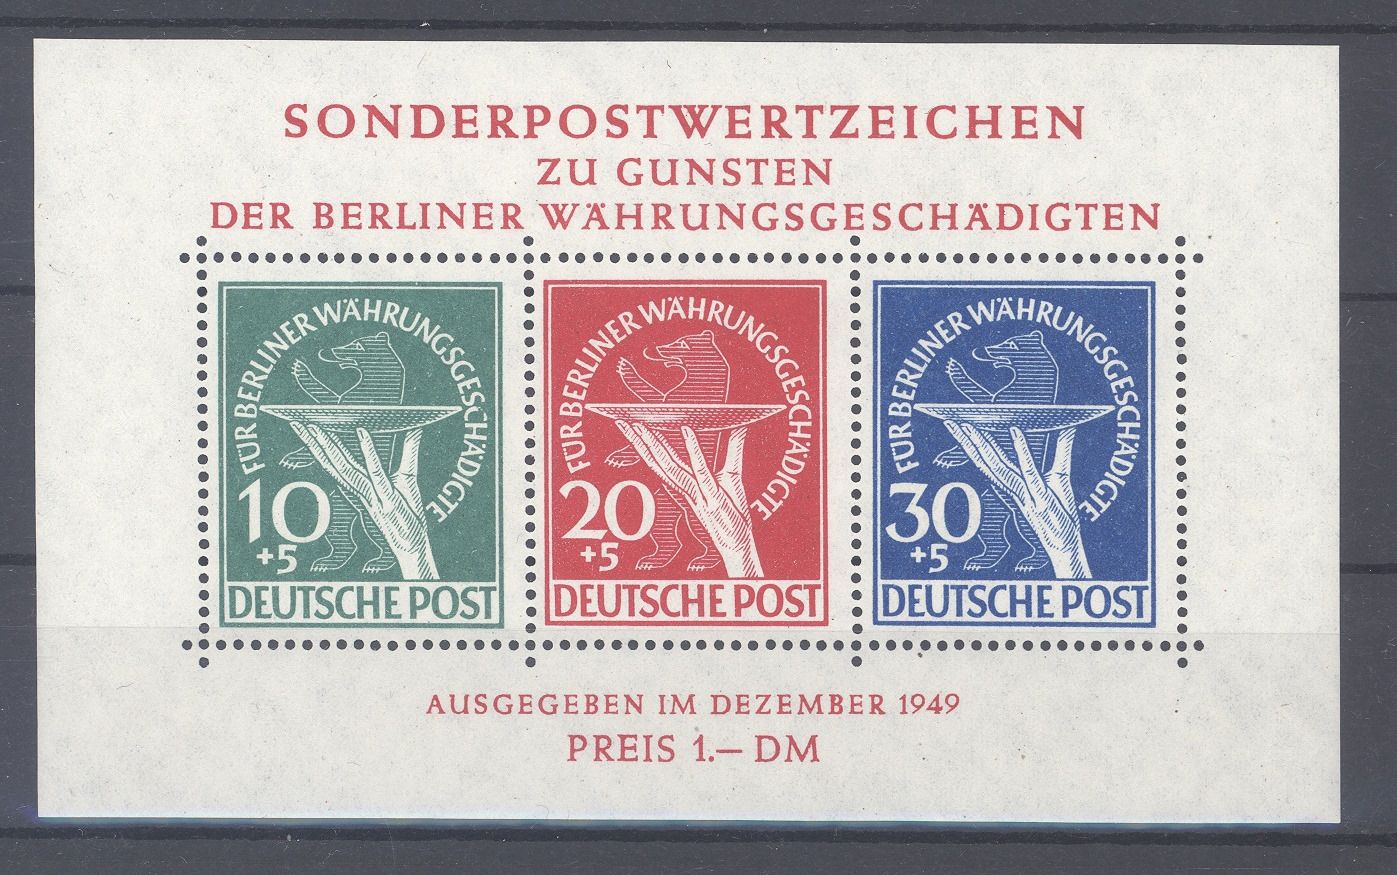 SONDERPOSTWERTZEICHEN
ZU GUNSTEN
DER BERLINER WÄHRUNGSGESCHÄDIGTEN
FÜR BERLINER WÄHRUNGSGESCHÄDIGTE
10
+5
DEUTSCHE POST
FÜR BERLINER WÄHRUNGSGESCHÄDIGTE
20
+5
DEUTSCHE POST
FÜR BERLINER WÄHRUNGSGESCHÄDIGTE
30
+5
DEUTSCHE POST
AUSGEGEBEN IM DEZEMBER 1949
PREIS 1.— DM